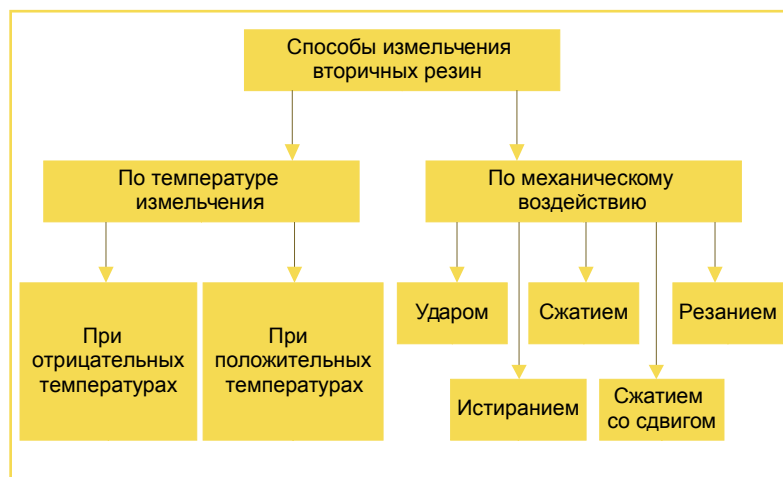 Способы измельчения
вторичных резин
По температуре
измельчения
По механическому
воздействию
При
отрицательных
температурах
При
положительных
температурах
Ударом
Сжатием
Резанием
Истиранием
Сжатием
со сдвигом